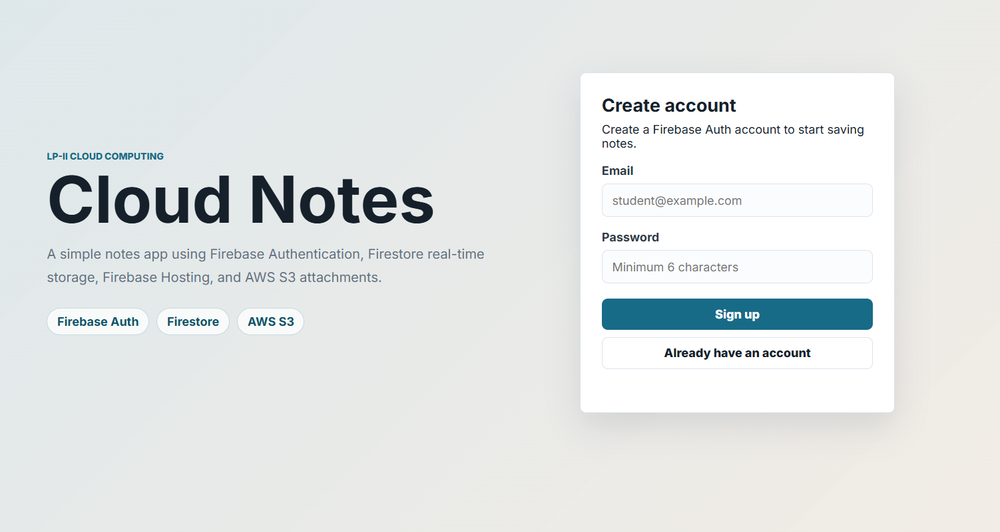 LP-II CLOUD COMPUTING
Cloud Notes
A simple notes app using Firebase Authentication, Firestore real-time
storage, Firebase Hosting, and AWS S3 attachments.
Firebase Auth
Firestore
AWS S3
Create account
Create a Firebase Auth account to start saving
notes.
Email
student@example.com
Password
Minimum 6 characters
Sign up
Already have an account